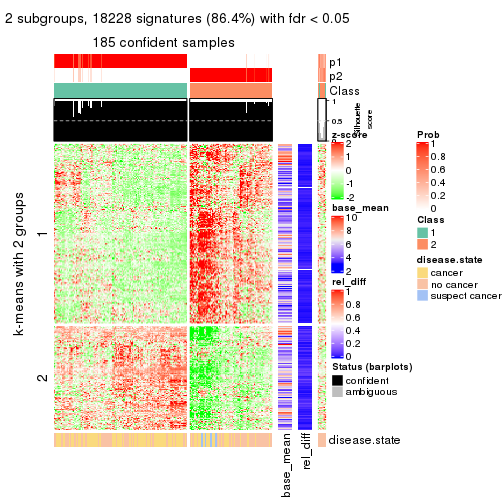 2 subgroups, 18228 signatures (86.4%) with fdr < 0.05
185 confident samples
p1
p2
Class
1
0.5
0
Silhouette
score
z-score
2
1
0
-1
-2
base_mean
10
8
6
4
2
rel_diff
1
0.8
0.6
0.4
0.2
0
Prob
1
0.8
0.6
0.4
0.2
0
Class
1
2
disease.state
cancer
no cancer
suspect cancer
Status (barplots)
confident
ambiguous
k-means with 2 groups
1
2
disease.state
base_mean
rel_diff